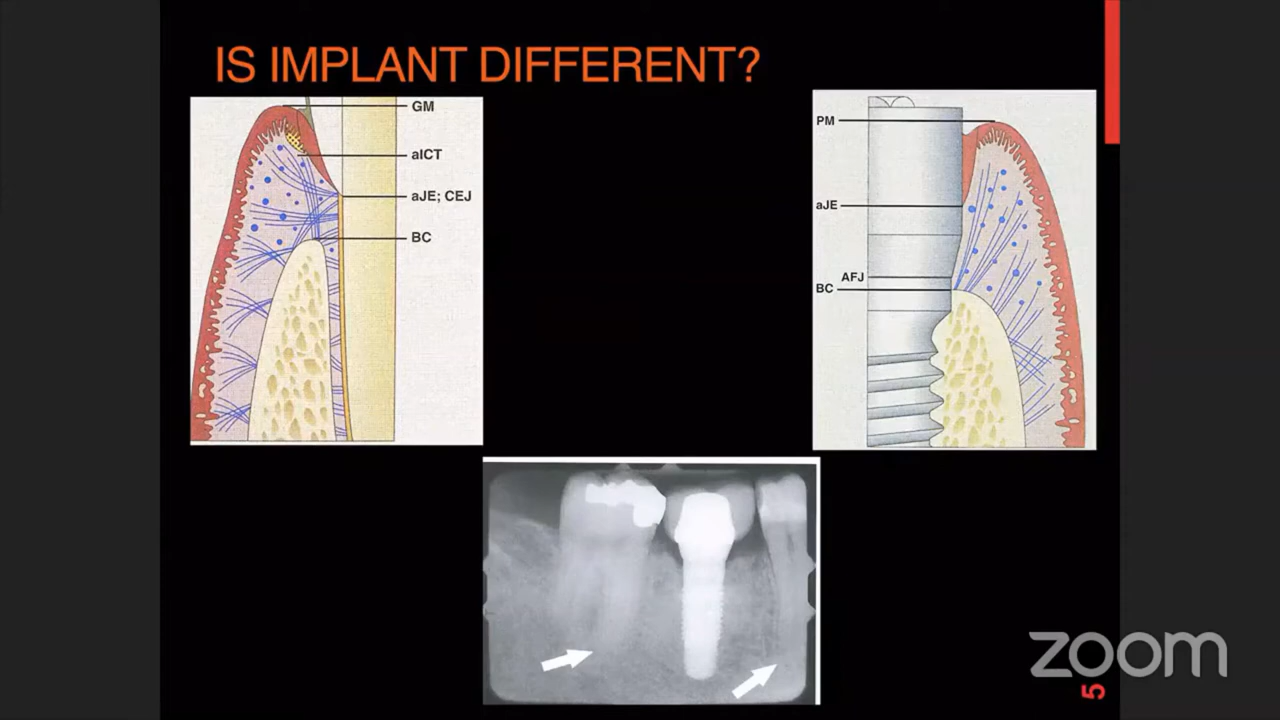 IS IMPLANT DIFFERENT?
GM
aICT
aJE; CEJ
BC
PM
aJE
AFJ
BC
zoom
5